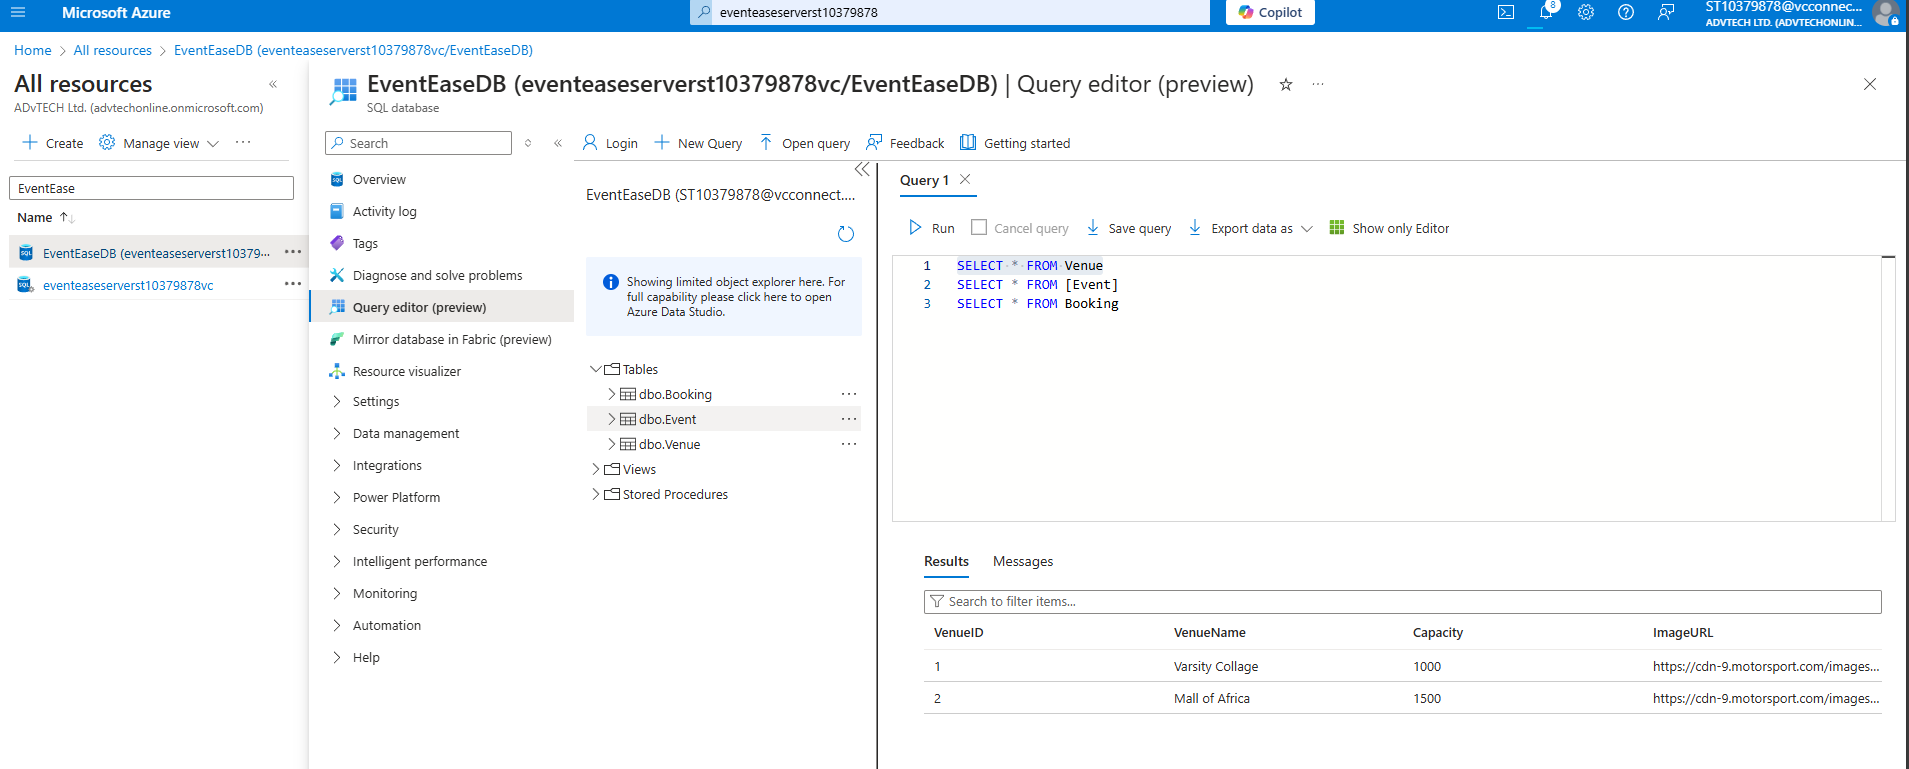 Microsoft Azure
eventeaseserverst10379878
Copilot
8
ST10379878@vcconnec...
ADVTECH LTD. (ADVTECHONLIN...
Home > All resources > EventEaseDB (eventeaseserverst10379878vc/EventEaseDB)
All resources
ADvTECH Ltd. (advtechonline.onmicrosoft.com)
Create
Manage view
EventEase
Name
EventEaseDB (eventeaseserverst10379...
eventeaseserverst10379878vc
EventEaseDB (eventeaseserverst10379878vc/EventEaseDB) | Query editor (preview)
SQL database
Search
Overview
Activity log
Tags
Diagnose and solve problems
Query editor (preview)
Mirror database in Fabric (preview)
Resource visualizer
Settings
Data management
Integrations
Power Platform
Security
Intelligent performance
Monitoring
Automation
Help
Login
New Query
Open query
Feedback
Getting started
EventEaseDB (ST10379878@vcconnect....
Showing limited object explorer here. For
full capability please click here to open
Azure Data Studio.
Tables
dbo.Booking
dbo.Event
dbo.Venue
Views
Stored Procedures
Query 1
Run
Cancel query
Save query
Export data as
Show only Editor
1 SELECT * FROM Venue
2 SELECT * FROM [Event]
3 SELECT * FROM Booking
Results
Messages
Search to filter items...
VenueID VenueName Capacity ImageURL
1 Varsity Collage 1000 https://cdn-9.motorsport.com/images...
2 Mall of Africa 1500 https://cdn-9.motorsport.com/images...